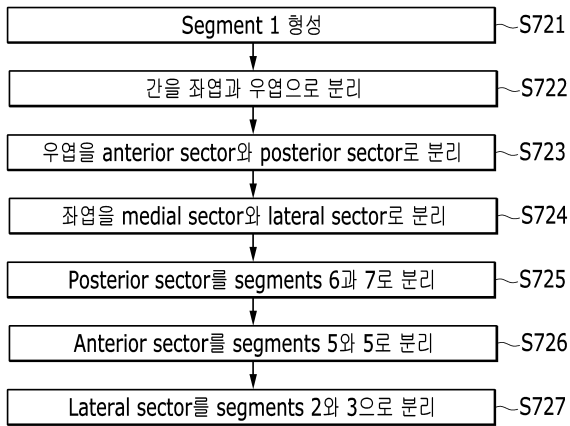 Segment 1 형성 S721
간을 좌엽과 우엽으로 분리 S722
우엽을 anterior sector와 posterior sector로 분리 S723
좌엽을 medial sector와 lateral sector로 분리 S724
Posterior sector를 segments 6과 7로 분리 S725
Anterior sector를 segments 5와 5로 분리 S726
Lateral sector를 segments 2와 3으로 분리 S727